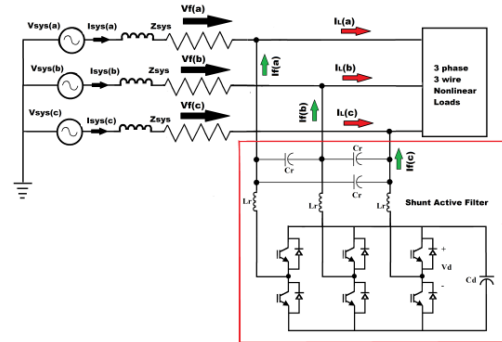 Vsys(a) Isys(a) Zsys Vf(a) IL(a)
If(a)
Vsys(b) Isys(b) Zsys Vf(b) IL(b)
If(b)
Vsys(c) Isys(c) Zsys Vf(c) IL(c)
If(c)
3 phase
3 wire
Nonlinear
Loads
Cr
Cr
Cr
Lr
Lr
Lr
Shunt Active Filter
+
Vd
-
Cd